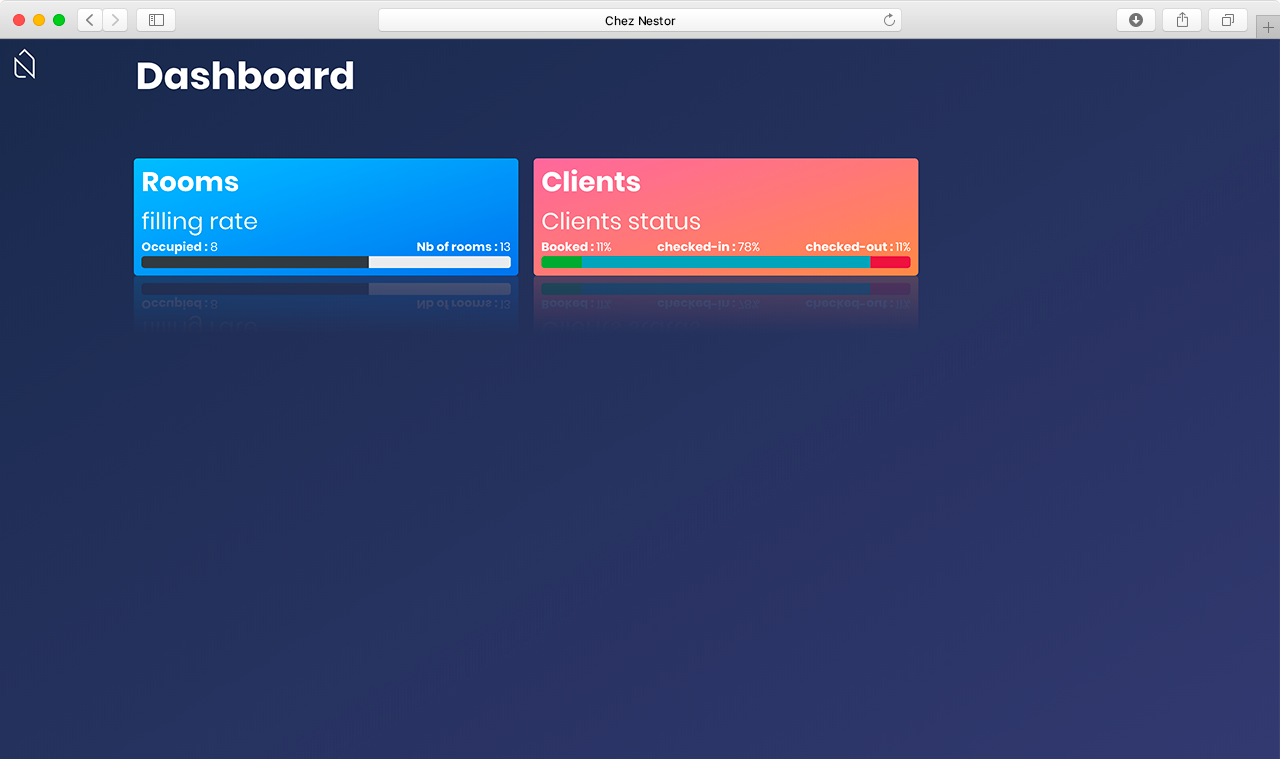 Chez Nestor
Dashboard
Rooms
filling rate
Occupied : 8 Nb of rooms : 13
Clients
Clients status
Booked : 11% checked-in : 78% checked-out : 11%